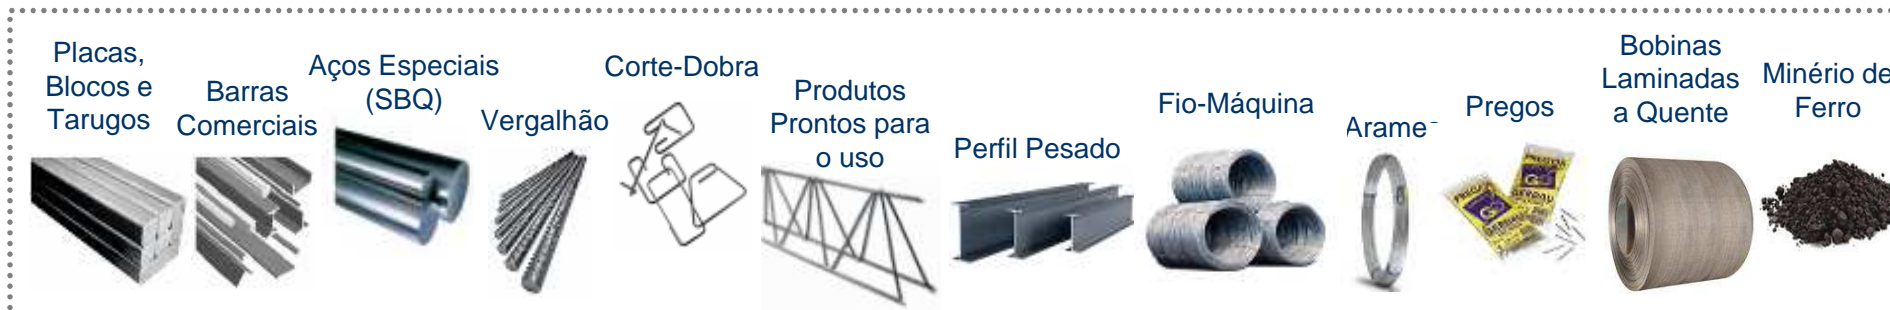 Placas,
Blocos e
Tarugos
Barras
Comerciais
Aços Especiais
(SBQ)
Vergalhão
Corte-Dobra
Produtos
Prontos para
o uso
Perfil Pesado
Fio-Máquina
Arame
Pregos
Bobinas
Laminadas
a Quente
Minério de
Ferro
GERDAU